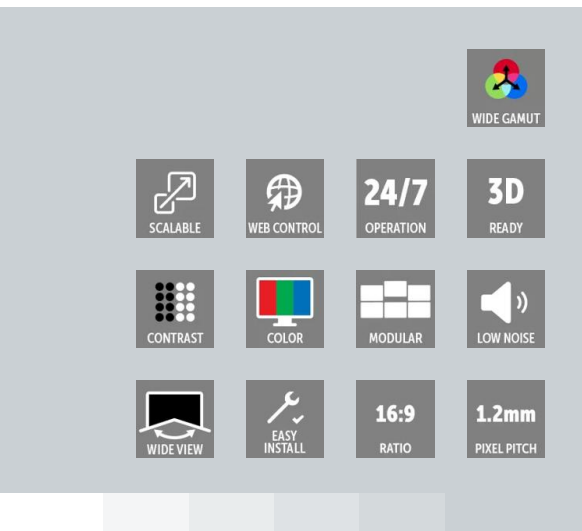 WIDE GAMUT
SCALABLE
WEB CONTROL
24/7
OPERATION
3D
READY
CONTRAST
COLOR
MODULAR
LOW NOISE
WIDE VIEW
EASY
INSTALL
16:9
RATIO
1.2mm
PIXEL PITCH